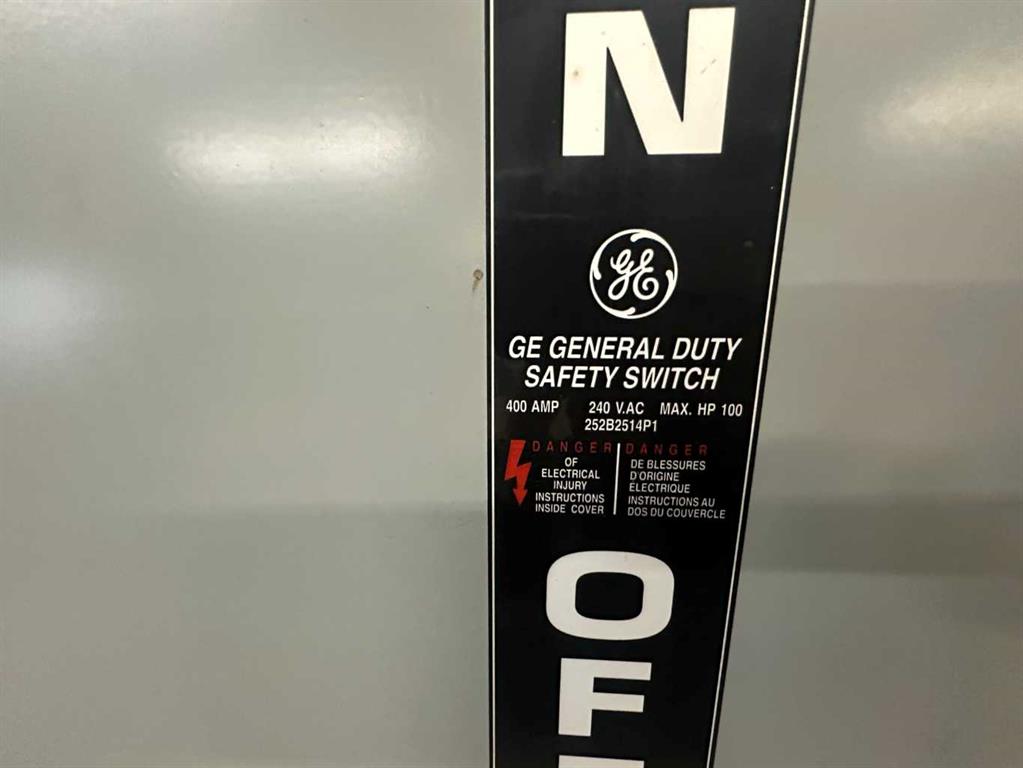 N
GE
GE GENERAL DUTY
SAFETY SWITCH
400 AMP 240 V.AC MAX. HP 100
252B2514P1
DANGER
OF
ELECTRICAL
INJURY
INSTRUCTIONS
INSIDE COVER
DANGER
DE BLESSURES
D'ORIGINE
ELECTRIQUE
INSTRUCTIONS AU
DOS DU COUVERCLE
O
F